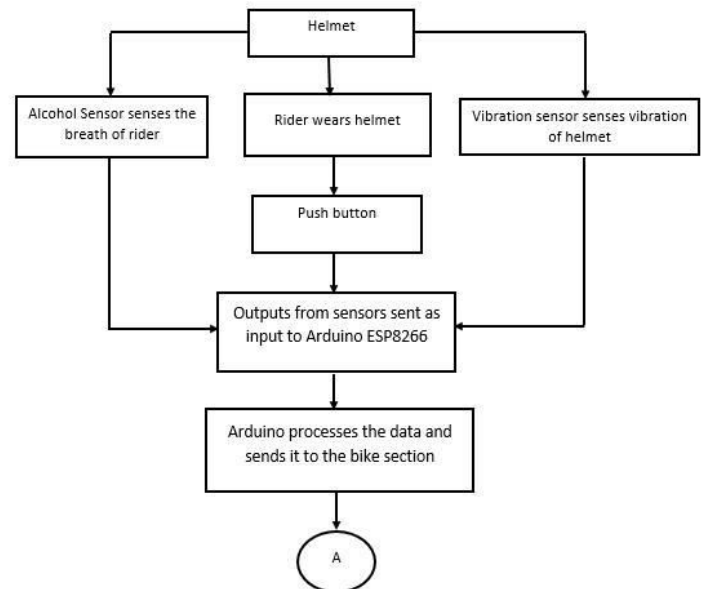 Helmet
Alcohol Sensor senses the
breath of rider
Rider wears helmet
Vibration sensor senses vibration
of helmet
Push button
Outputs from sensors sent as
input to Arduino ESP8266
Arduino processes the data and
sends it to the bike section
A